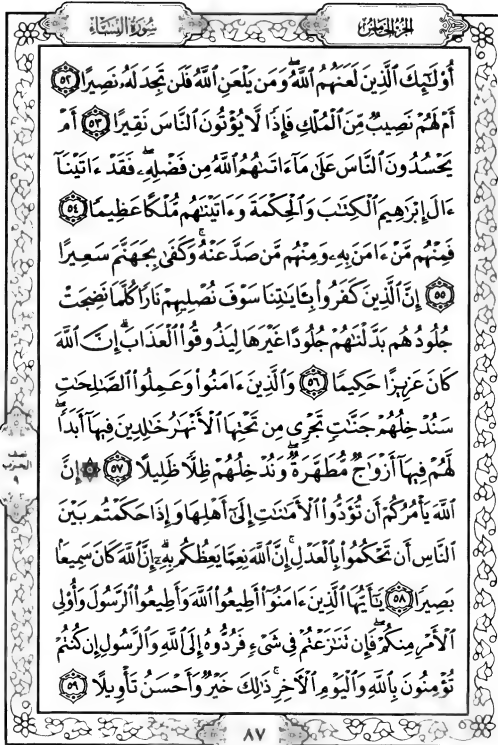 الجزء الخامس
سورة النساء
أُوْلَٰٓئِكَ ٱلَّذِينَ لَعَنَهُمُ ٱللَّهُۖ وَمَن يَلْعَنِ ٱللَّهُ فَلَن تَجِدَ لَهُۥ نَصِيرًا ٥٢
أَمْ لَهُمْ نَصِيبٌ مِّنَ ٱلْمُلْكِ فَإِذًا لَّا يُؤْتُونَ ٱلنَّاسَ نَقِيرًا ٥٣ أَمْ
يَحْسُدُونَ ٱلنَّاسَ عَلَىٰ مَآ ءَاتَىٰهُمُ ٱللَّهُ مِن فَضْلِهِۦۖ فَقَدْ ءَاتَيْنَآ
ءَالَ إِبْرَٰهِيمَ ٱلْكِتَٰبَ وَٱلْحِكْمَةَ وَءَاتَيْنَٰهُم مُّلْكًا عَظِيمًا ٥٤
فَمِنْهُم مَّنْ ءَامَنَ بِهِۦ وَمِنْهُم مَّن صَدَّ عَنْهُۚ وَكَفَىٰ بِجَهَنَّمَ سَعِيرًا
٥٥ إِنَّ ٱلَّذِينَ كَفَرُواْ بِـَٔايَٰتِنَا سَوْفَ نُصْلِيهِمْ نَارًا كُلَّمَا نَضِجَتْ
جُلُودُهُم بَدَّلْنَٰهُمْ جُلُودًا غَيْرَهَا لِيَذُوقُواْ ٱلْعَذَابَۗ إِنَّ ٱللَّهَ
كَانَ عَزِيزًا حَكِيمًا ٥٦ وَٱلَّذِينَ ءَامَنُواْ وَعَمِلُواْ ٱلصَّٰلِحَٰتِ
سَنُدْخِلُهُمْ جَنَّٰتٍ تَجْرِى مِن تَحْتِهَا ٱلْأَنْهَٰرُ خَٰلِدِينَ فِيهَآ أَبَدًاۖ
لَّهُمْ فِيهَآ أَزْوَٰجٌ مُّطَهَّرَةٌۖ وَنُدْخِلُهُمْ ظِلًّا ظَلِيلًا ٥٧ ۞ إِنَّ
ٱللَّهَ يَأْمُرُكُمْ أَن تُؤَدُّواْ ٱلْأَمَٰنَٰتِ إِلَىٰٓ أَهْلِهَا وَإِذَا حَكَمْتُم بَيْنَ
ٱلنَّاسِ أَن تَحْكُمُواْ بِٱلْعَدْلِۚ إِنَّ ٱللَّهَ نِعِمَّا يَعِظُكُم بِهِۦٓۗ إِنَّ ٱللَّهَ كَانَ سَمِيعًۢا
بَصِيرًا ٥٨ يَٰٓأَيُّهَا ٱلَّذِينَ ءَامَنُوٓاْ أَطِيعُواْ ٱللَّهَ وَأَطِيعُواْ ٱلرَّسُولَ وَأُوْلِى
ٱلْأَمْرِ مِنكُمْۖ فَإِن تَنَٰزَعْتُمْ فِى شَىْءٍ فَرُدُّوهُ إِلَى ٱللَّهِ وَٱلرَّسُولِ إِن كُنتُمْ
تُؤْمِنُونَ بِٱللَّهِ وَٱلْيَوْمِ ٱلْءَاخِرِۚ ذَٰلِكَ خَيْرٌ وَأَحْسَنُ تَأْوِيلًا ٥٩
الحزب
٩
٨٧